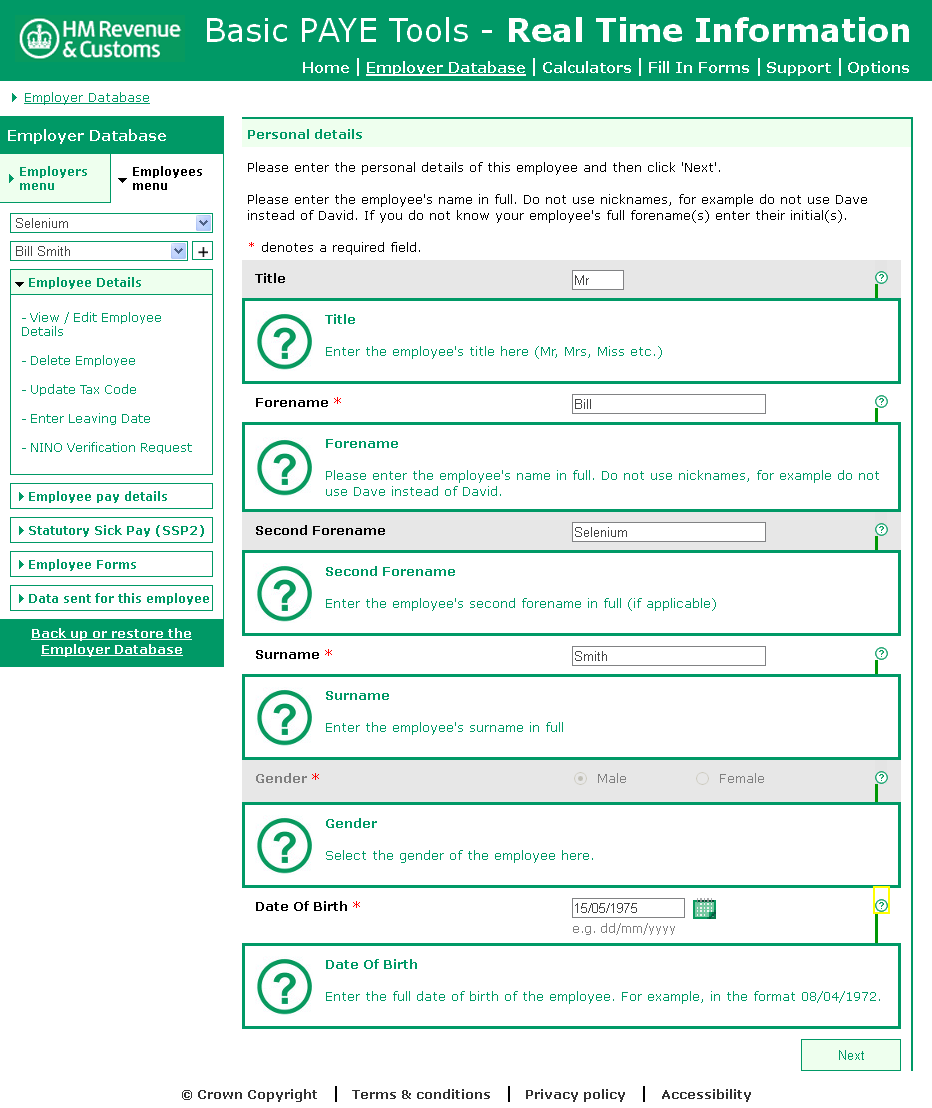 HM Revenue
& Customs
Basic PAYE Tools - Real Time Information
Home | Employer Database | Calculators | Fill In Forms | Support | Options
Employer Database
Employer Database
Employers menu
Employees menu
Selenium
Bill Smith
+
Employee Details
- View / Edit Employee
Details
- Delete Employee
- Update Tax Code
- Enter Leaving Date
- NINO Verification Request
Employee pay details
Statutory Sick Pay (SSP2)
Employee Forms
Data sent for this employee
Back up or restore the
Employer Database
Personal details
Please enter the personal details of this employee and then click 'Next'.
Please enter the employee's name in full. Do not use nicknames, for example do not use Dave
instead of David. If you do not know your employee's full forename(s) enter their initial(s).
* denotes a required field.
Title Mr ?
? Title
Enter the employee's title here (Mr, Mrs, Miss etc.)
Forename * Bill ?
? Forename
Please enter the employee's name in full. Do not use nicknames, for example do not
use Dave instead of David.
Second Forename Selenium ?
? Second Forename
Enter the employee's second forename in full (if applicable)
Surname * Smith ?
? Surname
Enter the employee's surname in full
Gender * Male Female ?
? Gender
Select the gender of the employee here.
Date Of Birth * 15/05/1975 ?
e.g. dd/mm/yyyy
? Date Of Birth
Enter the full date of birth of the employee. For example, in the format 08/04/1972.
Next
© Crown Copyright | Terms & conditions | Privacy policy | Accessibility